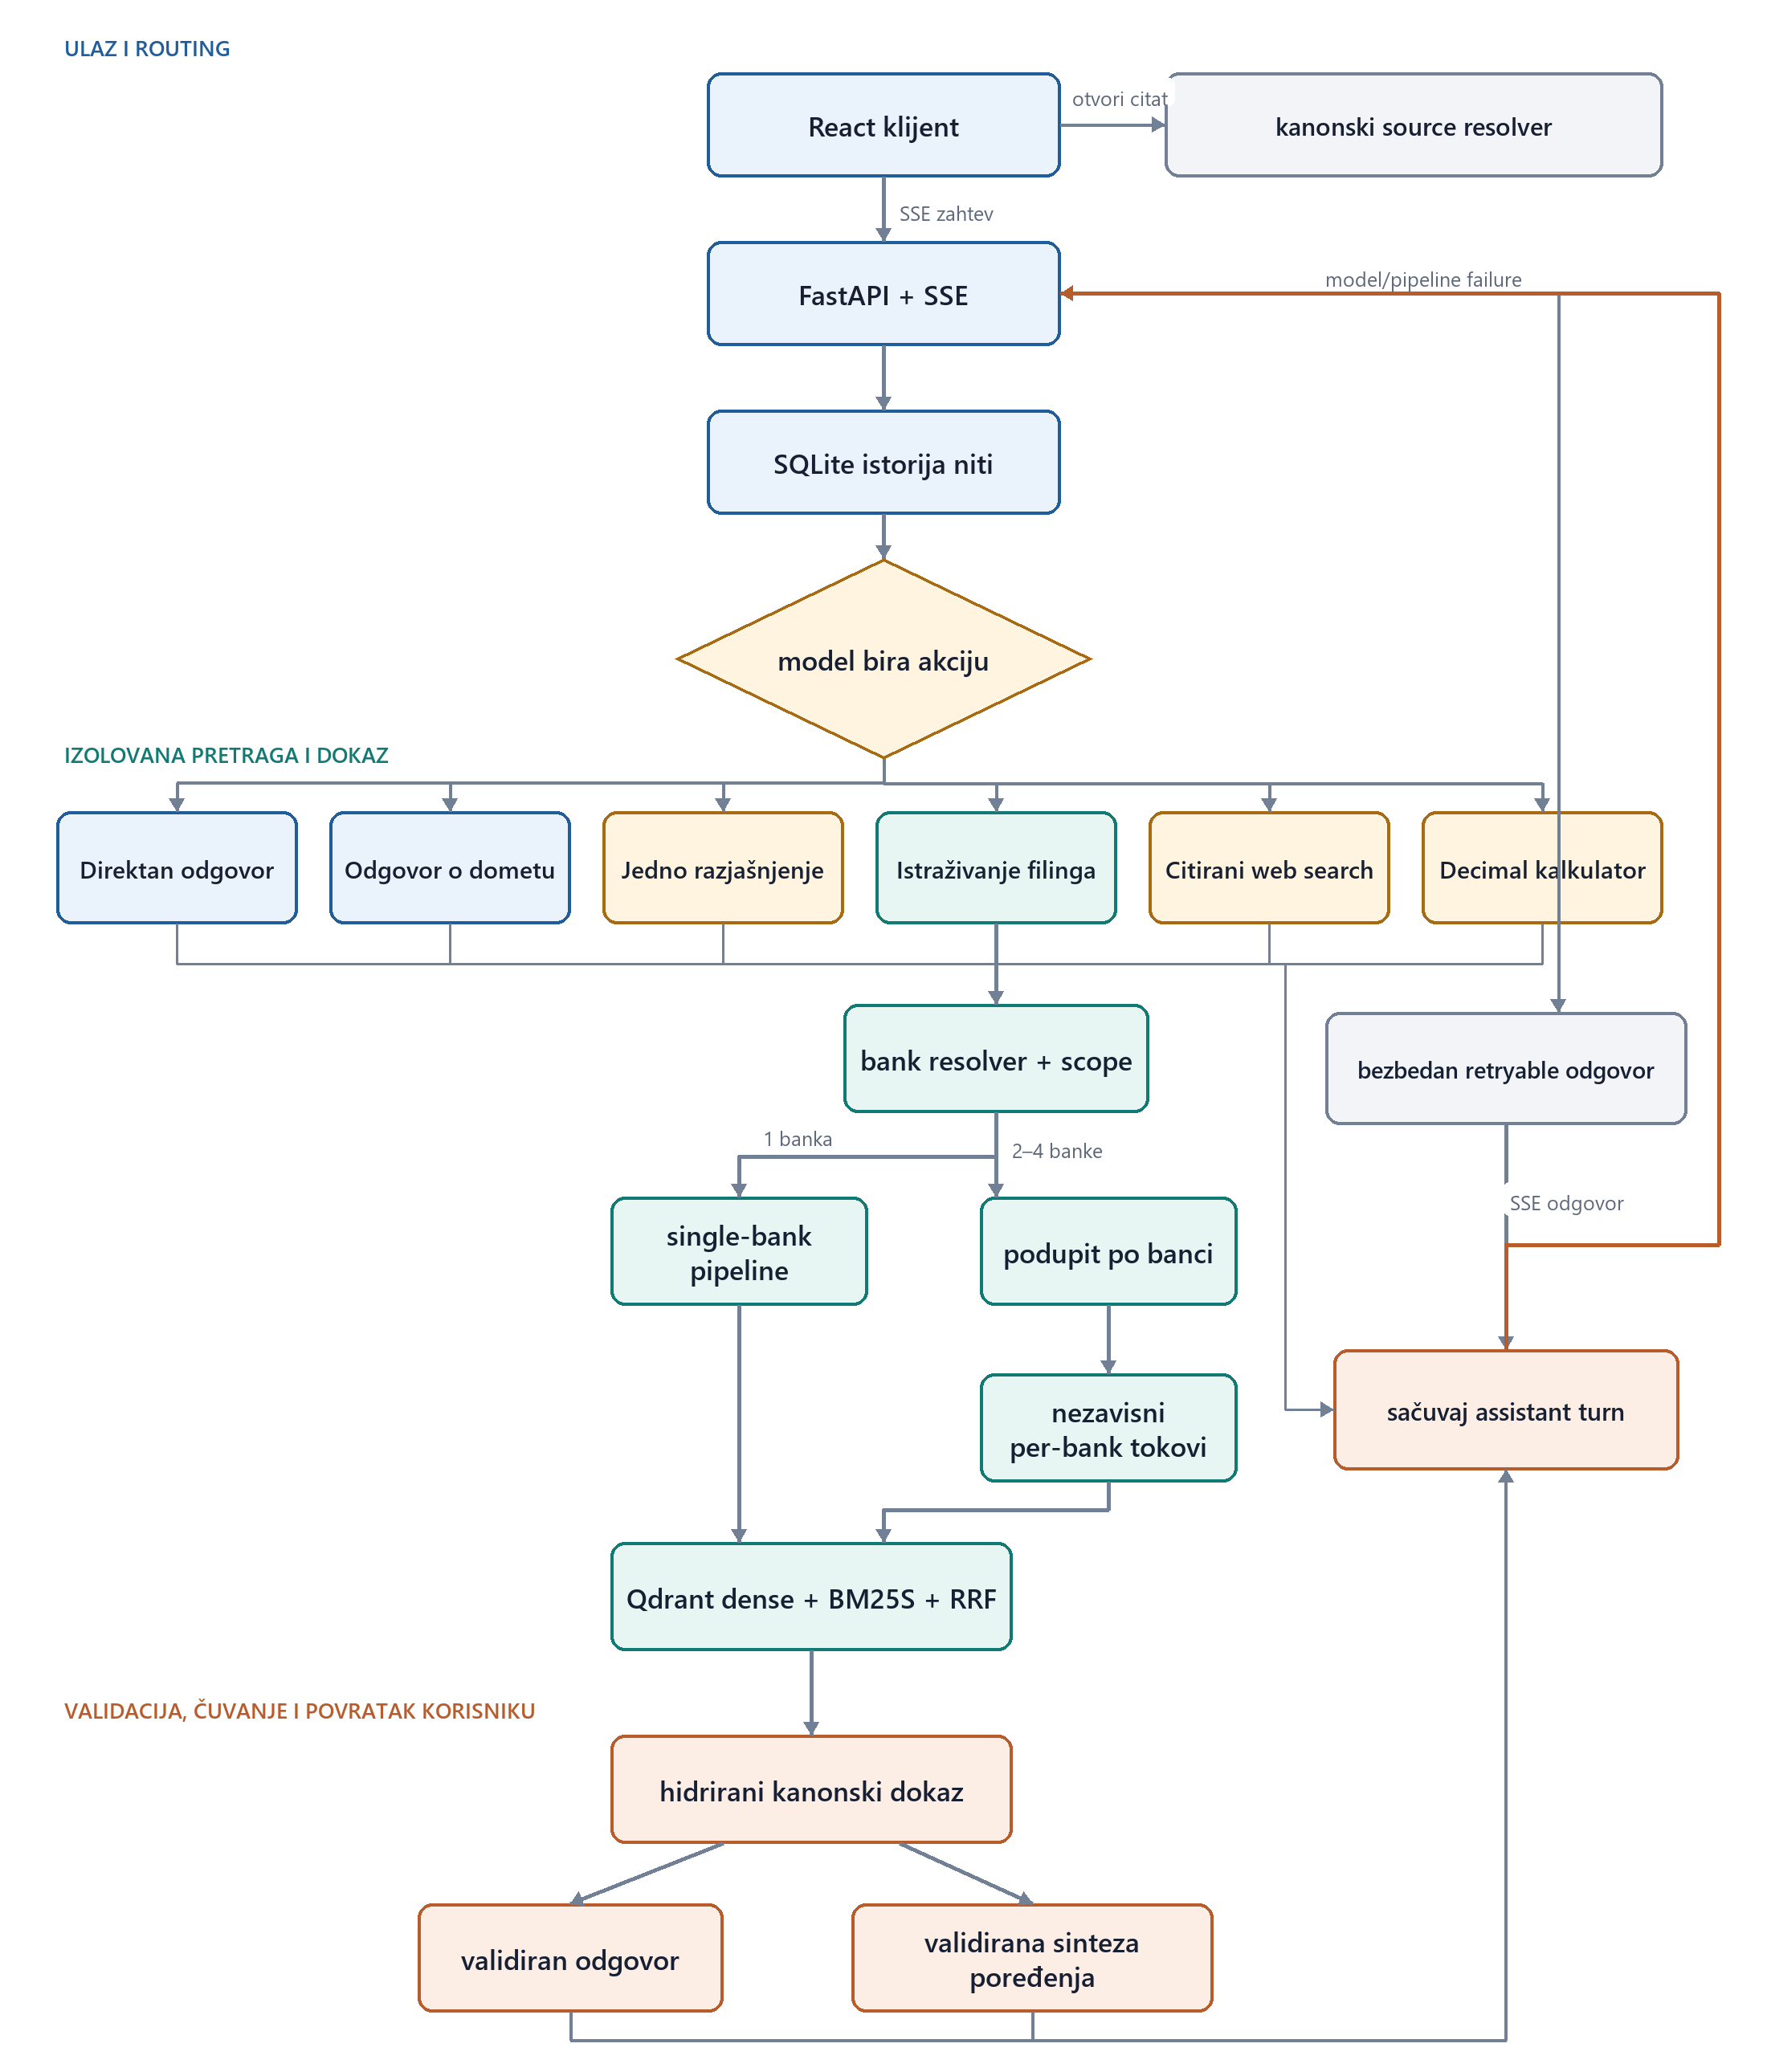 ULAZ I ROUTING
React klijent
otvori citat
kanonski source resolver
SSE zahtev
FastAPI + SSE
model/pipeline failure
SQLite istorija niti
model bira akciju
IZOLOVANA PRETRAGA I DOKAZ
Direktan odgovor
Odgovor o dometu
Jedno razjašnjenje
Istraživanje filinga
Citirani web search
Decimal kalkulator
bank resolver + scope
bezbedan retryable odgovor
1 banka
2–4 banke
SSE odgovor
single-bank
pipeline
podupit po banci
nezavisni
per-bank tokovi
sačuvaj assistant turn
Qdrant dense + BM25S + RRF
VALIDACIJA, ČUVANJE I POVRATAK KORISNIKU
hidrirani kanonski dokaz
validiran odgovor
validirana sinteza
poređenja